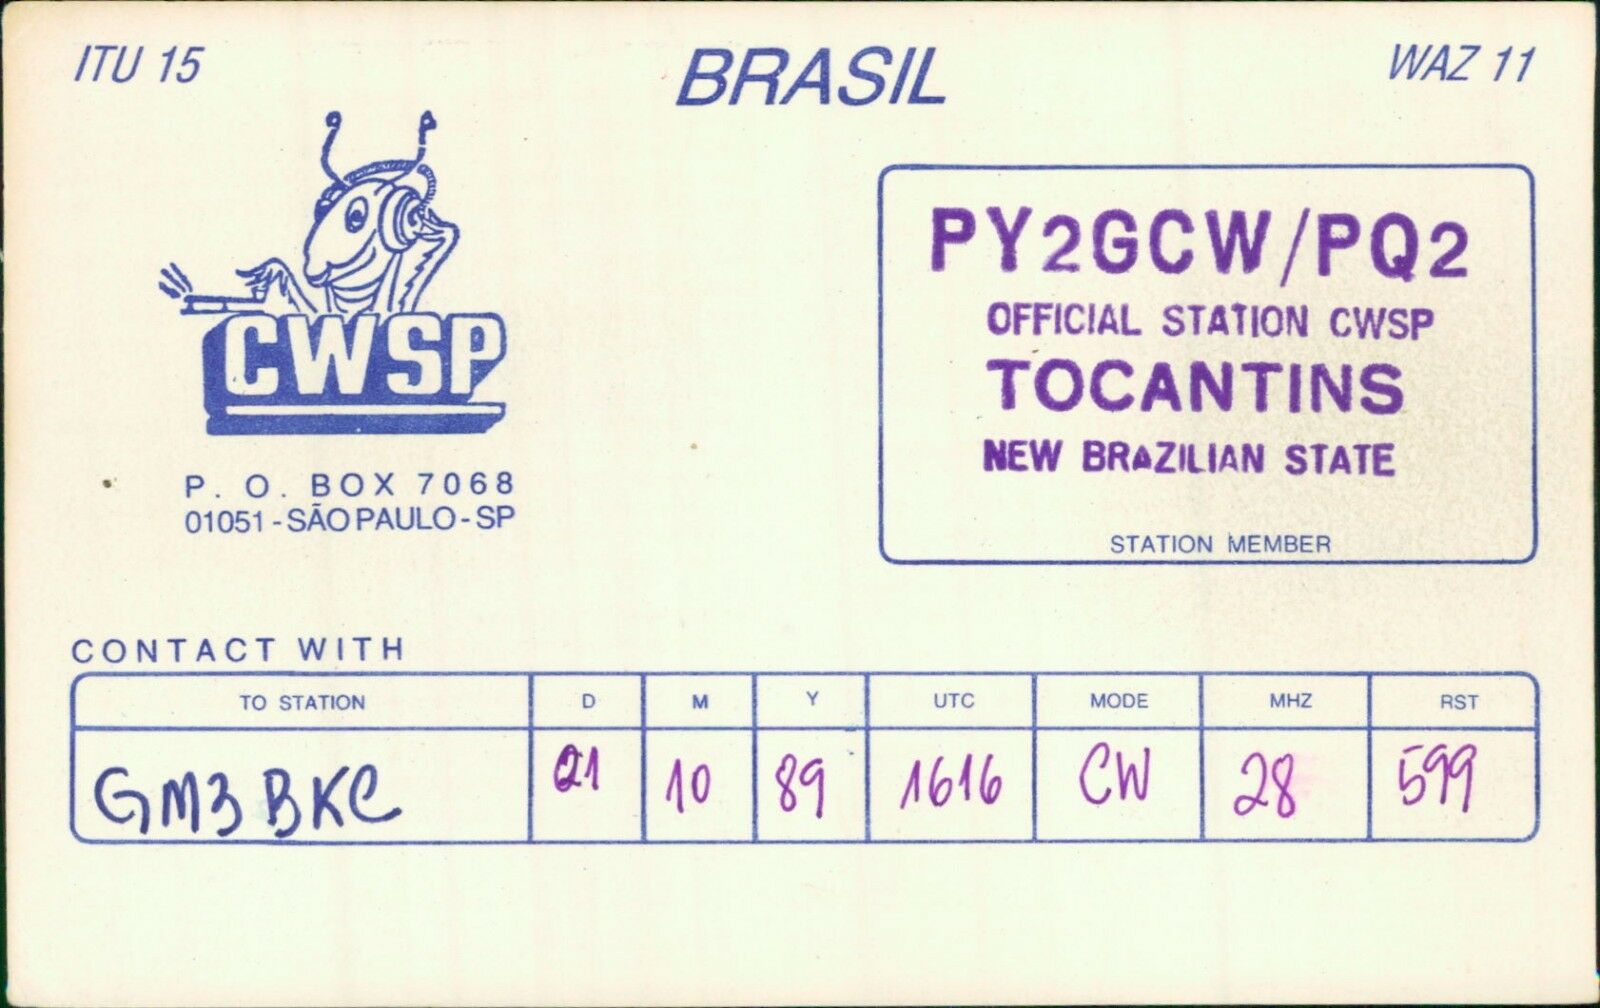 ITU 15
BRASIL
WAZ 11
CWSP
P. O. BOX 7068
01051 - SÃO PAULO - SP
PY2GCW/PQ2
OFFICIAL STATION CWSP
TOCANTINS
NEW BRAZILIAN STATE
STATION MEMBER
CONTACT WITH
TO STATION D M Y UTC MODE MHZ RST
GM3BKC 21 10 89 1616 CW 28 599